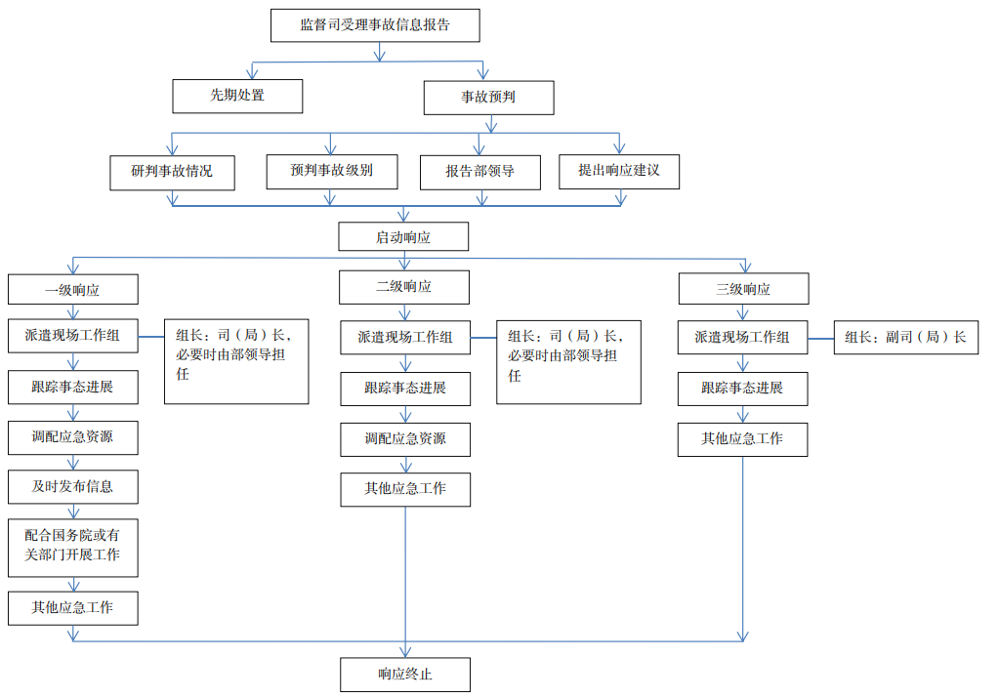 监督司受理事故信息报告
先期处置
事故预判
研判事故情况
预判事故级别
报告部领导
提出响应建议
启动响应
一级响应
二级响应
三级响应
派遣现场工作组
组长：司（局）长，
必要时由部领导担
任
派遣现场工作组
组长：司（局）长，
必要时由部领导担
任
派遣现场工作组
组长：副司（局）长
跟踪事态进展
跟踪事态进展
跟踪事态进展
调配应急资源
调配应急资源
其他应急工作
及时发布信息
其他应急工作
配合国务院或有
关部门开展工作
其他应急工作
响应终止